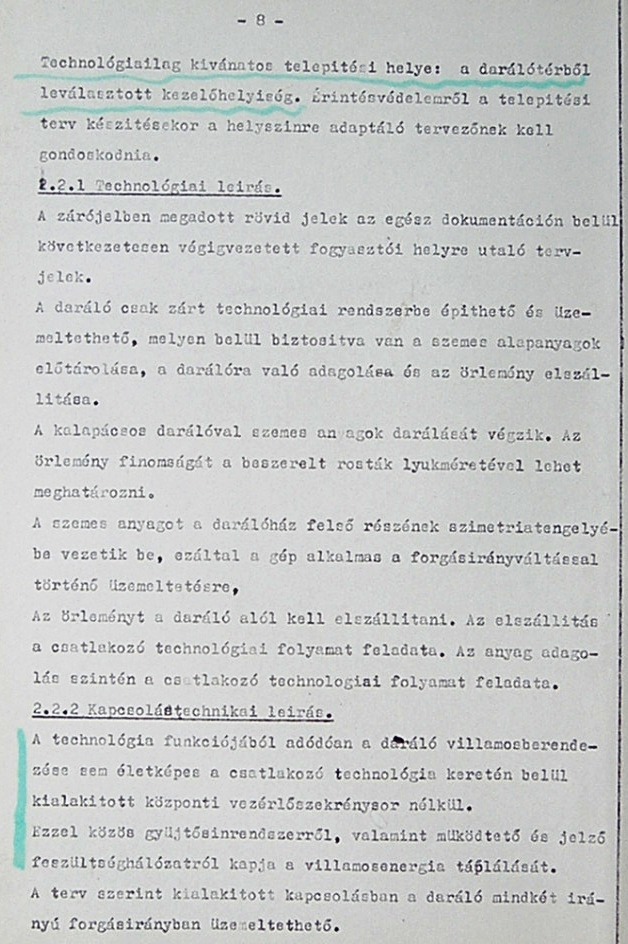 - 8 -
Technológiailag kivánatos telepitési helye: a darálótérből
leválasztott kezelőhelyiség. Érintésvédelemről a telepitési
terv készitésekor a helyszinre adaptáló tervezőnek kell
gondoskodnia.
2.2.1 Technológiai leirás.
A zárójelben megadott rövid jelek az egész dokumentáción belül
következetesen végigvezetett fogyasztói helyre utaló terv-
jelek.
A daráló csak zárt technológiai rendszerbe épithető és üze-
meltethető, melyen belül biztositva van a szemes alapanyagok
előtárolása, a darálóra való adagolása és az őrlemény elszál-
litása.
A kalapácsos darálóval szemes anyagok darálását végzik. Az
őrlemény finomságát a beszerelt rosták lyukméretével lehet
meghatározni.
A szemes anyagot a darálóház felső részének szimetriatengelyé-
be vezetik be, ezáltal a gép alkalmas a forgásirányváltással
történő üzemeltetésre,
Az őrleményt a daráló alól kell elszállitani. Az elszállitás
a csatlakozó technológiai folyamat feladata. Az anyag adago-
lás szintén a csatlakozó technologiai folyamat feladata.
2.2.2 Kapcsolástechnikai leirás.
A technológia funkciójából adódóan a daráló villamosberende-
zése sem életképes a csatlakozó technológia keretén belül
kialakitott központi vezérlőszekrénysor nélkül.
Ezzel közös gyüjtősinrendszerről, valamint müködtető és jelző
feszültséghálózatról kapja a villamosenergia táplálását.
A terv szerint kialakitott kapcsolásban a daráló mindkét irá-
nyú forgásirányban üzemeltethető.